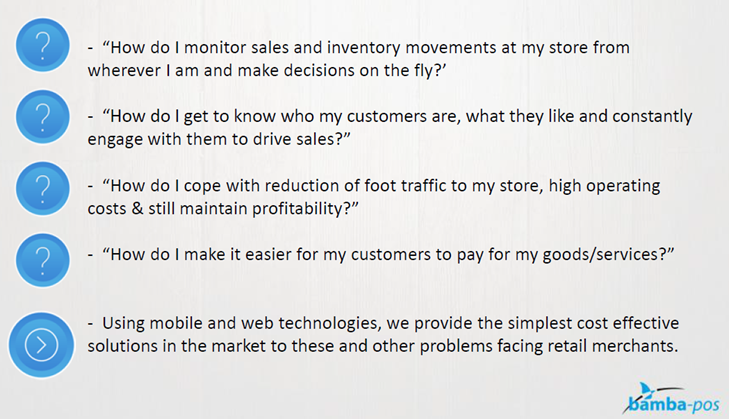 ?
- “How do I monitor sales and inventory movements at my store from
wherever I am and make decisions on the fly?’
?
- “How do I get to know who my customers are, what they like and constantly
engage with them to drive sales?”
?
- “How do I cope with reduction of foot traffic to my store, high operating
costs & still maintain profitability?”
?
- “How do I make it easier for my customers to pay for my goods/services?”
- Using mobile and web technologies, we provide the simplest cost effective
solutions in the market to these and other problems facing retail merchants.
bamba-pos